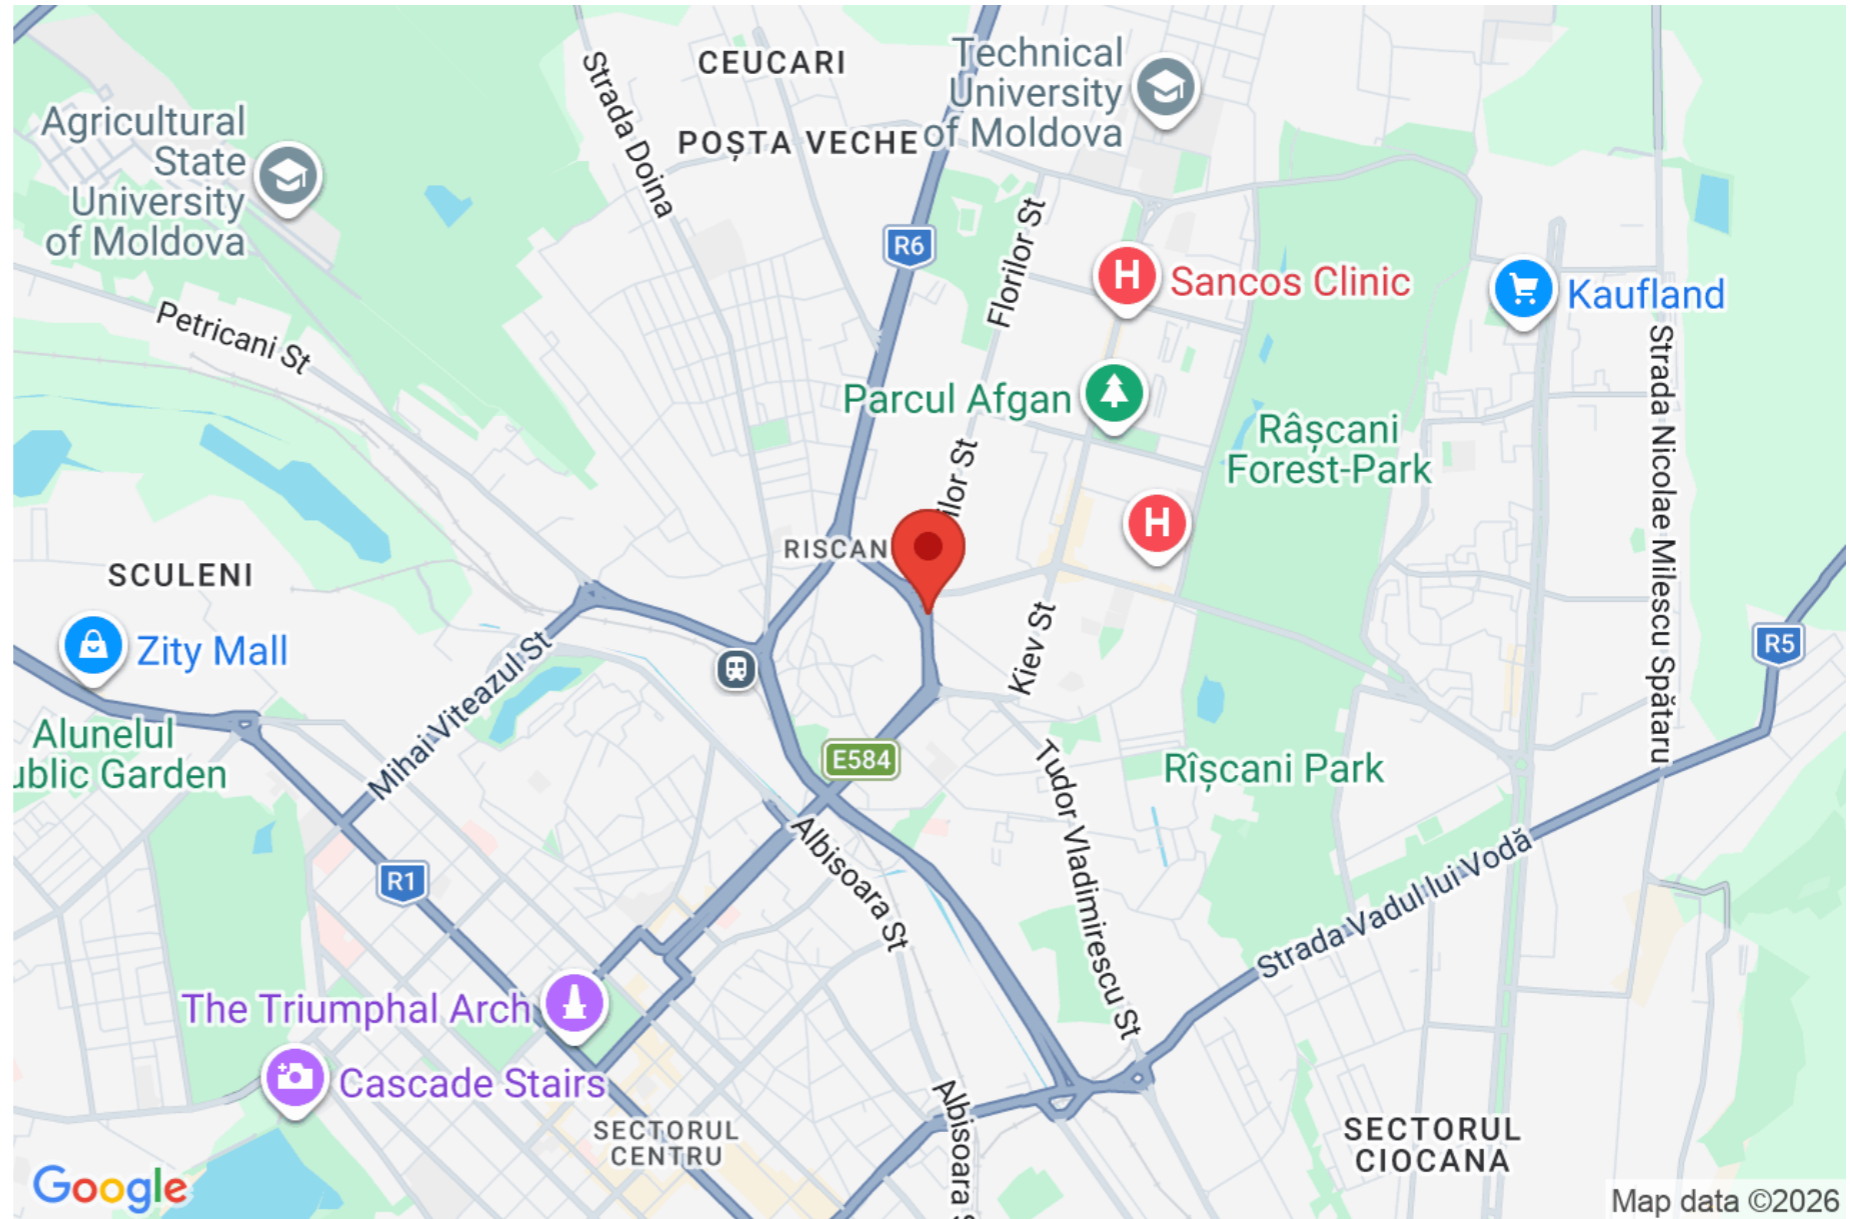 CEUCARI
Technical
University
of Moldova
Strada Doina
Agricultural
State
University
of Moldova
POȘTA VECHE
R6
Florilor St
Sancos Clinic
Kaufland
Petricani St
Parcul Afgan
Râșcani
Forest-Park
Strada Nicolae Milescu Spătaru
ilor St
H
H
RISCAN
SCULENI
Zity Mall
Mihai Viteazul St
Kiev St
R5
Alunelul
ublic Garden
E584
Rîșcani Park
Tudor Vladimirescu St
Albisoara St
Strada Vadul lui Vodă
R1
The Triumphal Arch
Cascade Stairs
Albisoara S
SECTORUL
CENTRU
SECTORUL
CIOCANA
Google
Map data ©2026